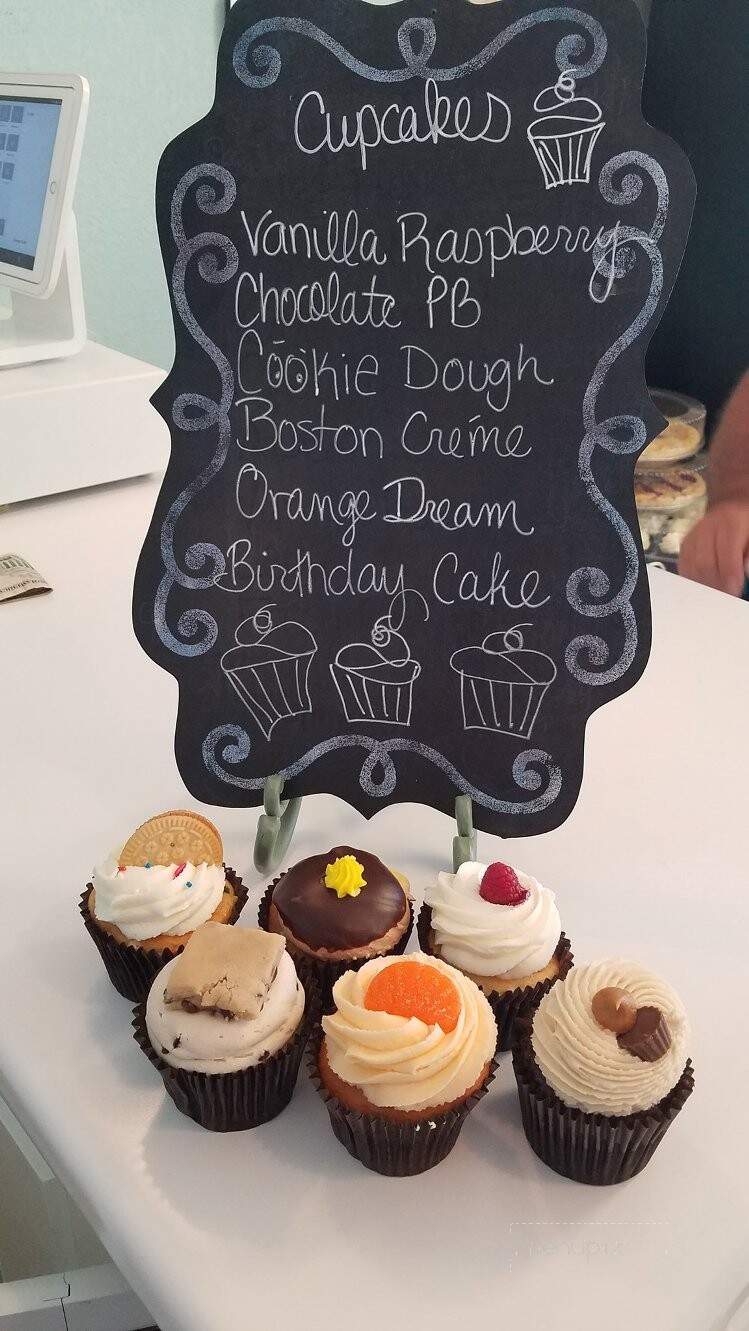 Cupcakes
Vanilla Raspberry
Chocolate PB
Cookie Dough
Boston Creme
Orange Dream
Birthday Cake